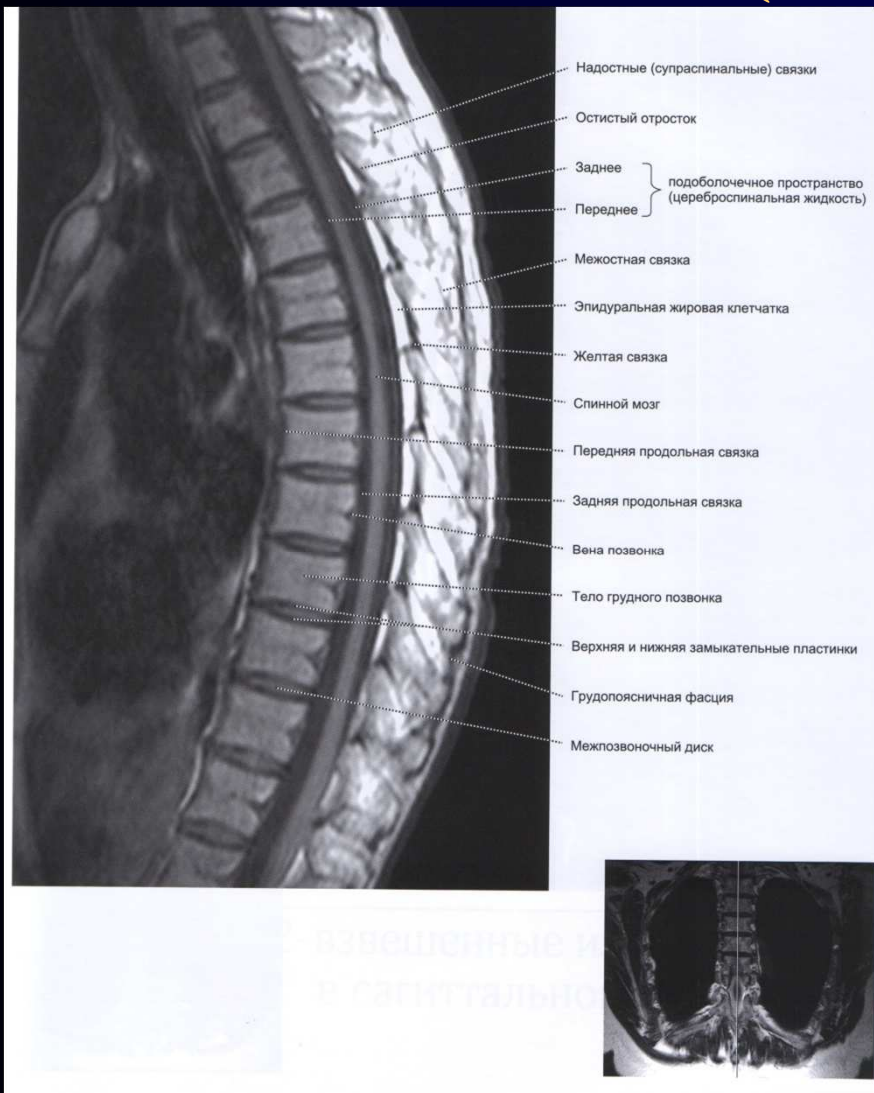 Надостные (супраспинальные) связки
Остистый отросток
Заднее
Переднее
подоболочечное пространство
(цереброспинальная жидкость)
Межостная связка
Эпидуральная жировая клетчатка
Желтая связка
Спинной мозг
Передняя продольная связка
Задняя продольная связка
Вена позвонка
Тело грудного позвонка
Верхняя и нижняя замыкательные пластинки
Грудопоясничная фасция
Межпозвоночный диск